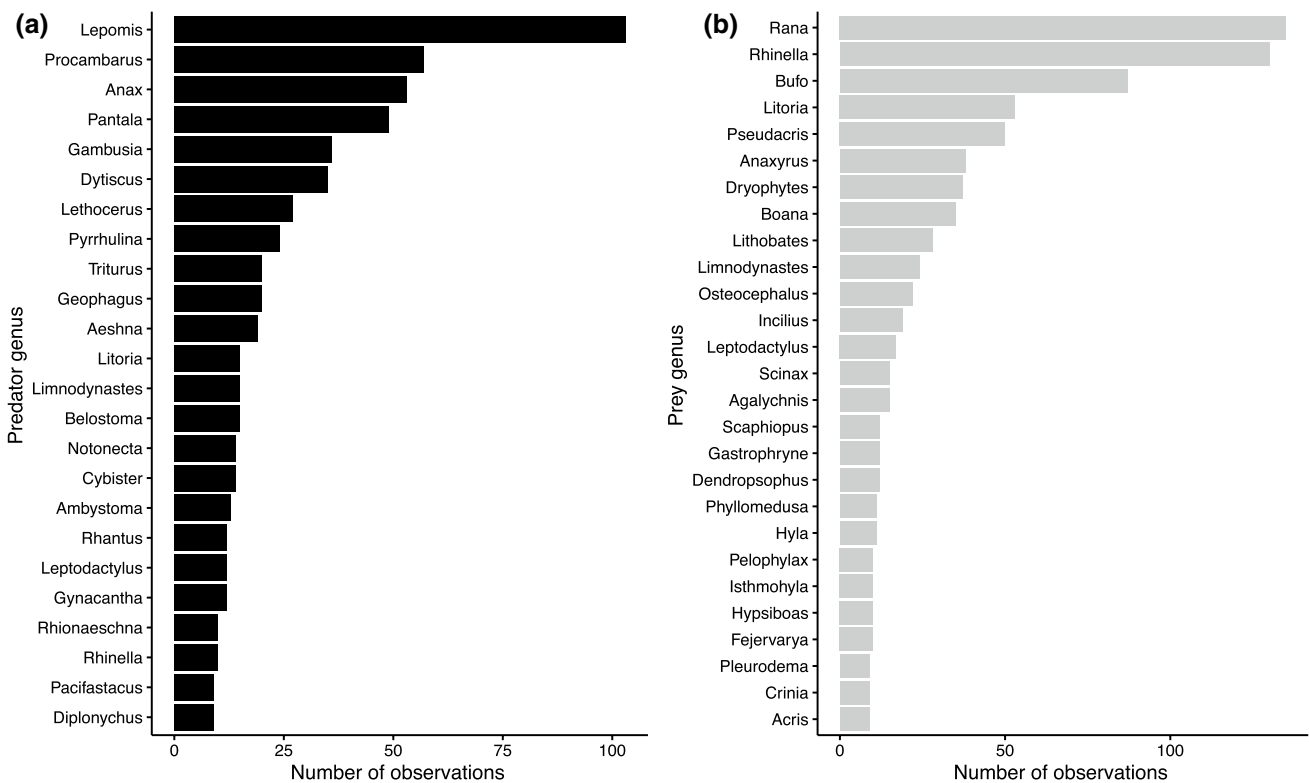 (a)
Predator genus
Lepomis
Procambarus
Anax
Pantala
Gambusia
Dytiscus
Lethocerus
Pyrrhulina
Triturus
Geophagus
Aeshna
Litoria
Limnodynastes
Belostoma
Notonecta
Cybister
Ambystoma
Rhantus
Leptodactylus
Gynacantha
Rhionaeschna
Rhinella
Pacifastacus
Diplonychus
0 25 50 75 100
Number of observations
(b)
Prey genus
Rana
Rhinella
Bufo
Litoria
Pseudacris
Anaxyrus
Dryophytes
Boana
Lithobates
Limnodynastes
Osteocephalus
Incilius
Leptodactylus
Scinax
Agalychnis
Scaphiopus
Gastrophryne
Dendropsophus
Phyllomedusa
Hyla
Pelophylax
Isthmohyla
Hypsiboas
Fejervarya
Pleurodema
Crinia
Acris
0 50 100
Number of observations